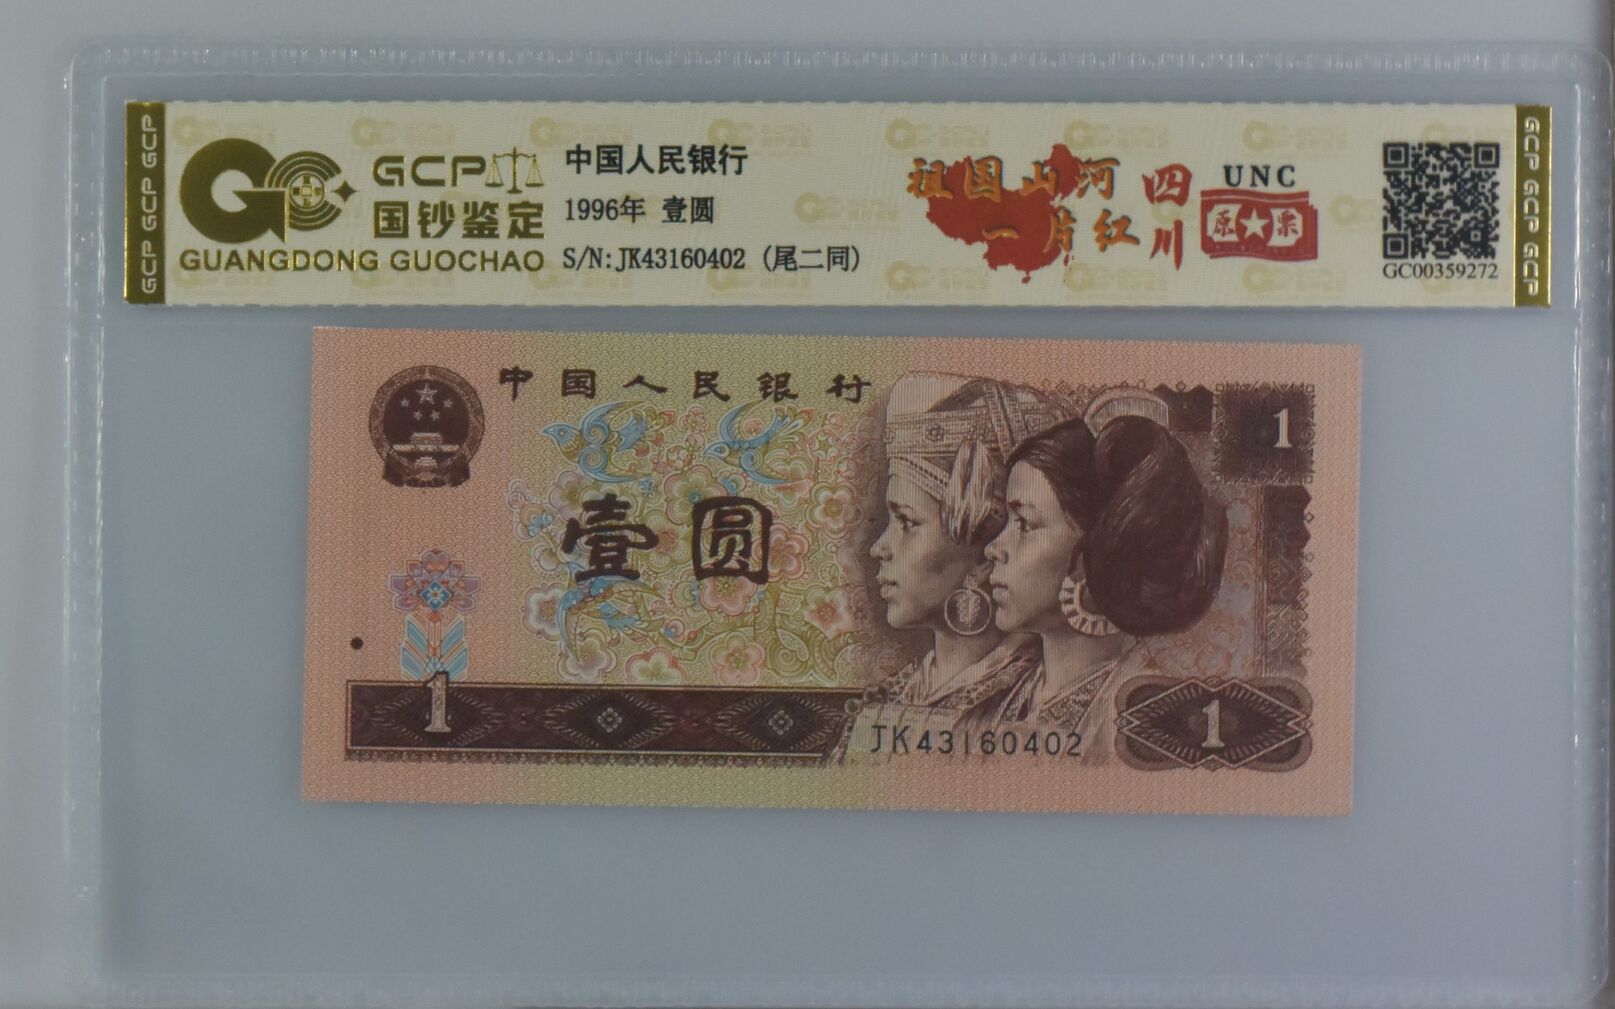 GCP GCP GCP
GCP
国钞鉴定
GUANGDONG GUOCHAO
中国人民银行
1996年 壹圆
S/N:JK43160402 (尾二同)
祖国山河
一片红
四川
UNC
原★票
GC00359272
GCP GCP GCP
中国人民银行
1
壹圆
1
JK43160402
1